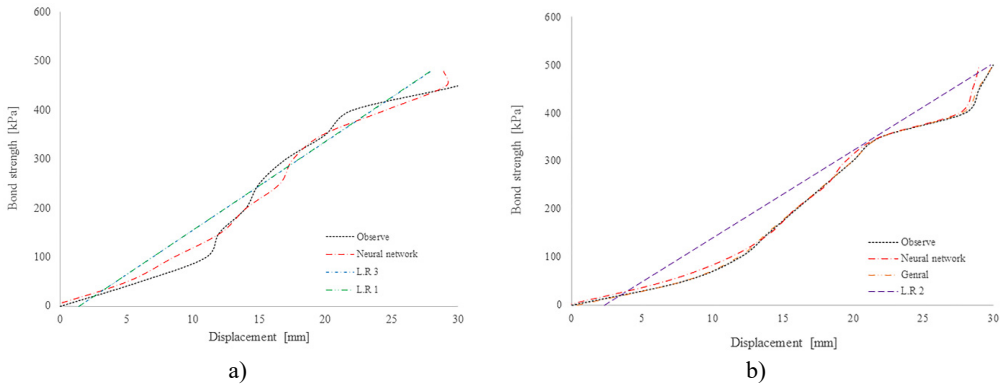 600
500
400
300
200
100
0
Bond strength [kPa]
0 5 10 15 20 25 30
Displacement [mm]
Observe
Neural network
L.R 3
L.R 1
a)
600
500
400
300
200
100
0
Bond strength [kPa]
0 5 10 15 20 25 30
Displacement [mm]
Observe
Neural network
Genral
L.R 2
b)